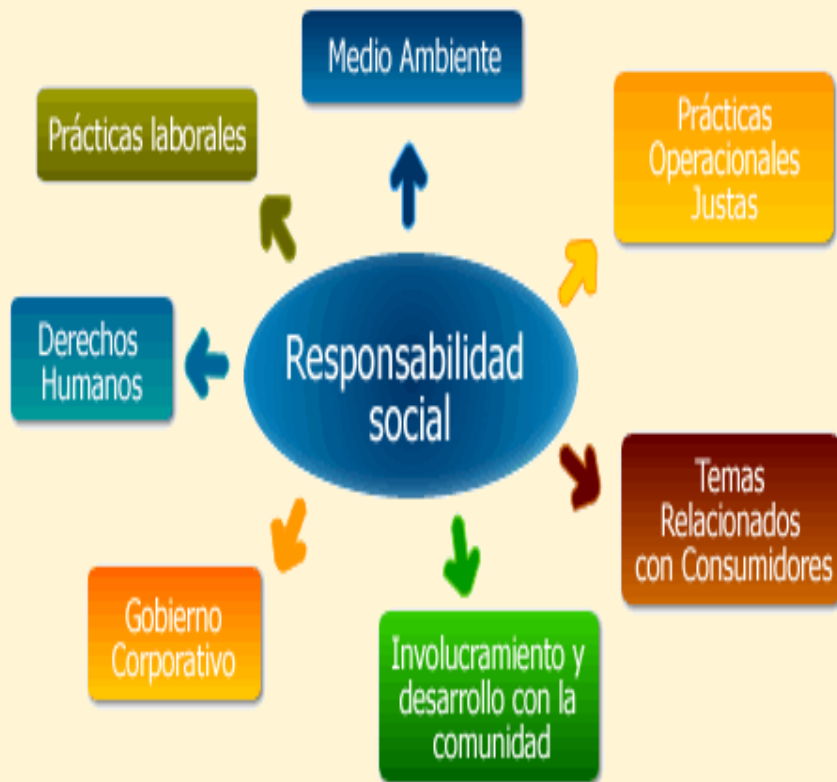 Medio Ambiente
Prácticas laborales
Prácticas
Operacionales
Justas
Derechos
Humanos
Responsabilidad
social
Temas
Relacionados
con Consumidores
Gobierno
Corporativo
Involucramiento y
desarrollo con la
comunidad